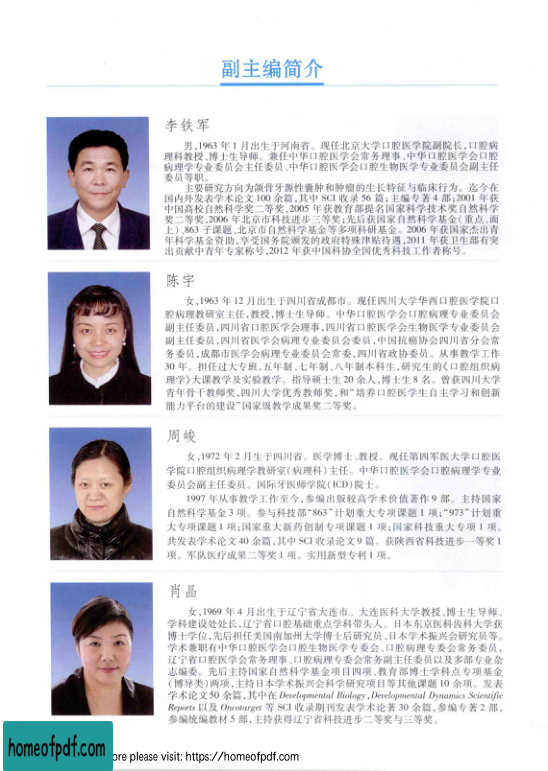 副主编简介
李铁军
男,1963 年 1 月出生于河南省。现任北京大学口腔医学院副院长,口腔病
理科教授、博士生导师。兼任中华口腔医学会常务理事、中华口腔医学会口腔
病理学专业委员会主任委员、中华口腔医学会口腔生物医学专业委员会副主任
委员等职。
主要研究方向为颌骨牙源性囊肿和肿瘤的生长特征与临床行为。迄今在
国内外发表学术论文 100 余篇,其中 SCI 收录 56 篇;主编专著 4 部;2001 年获
中国高校自然科学奖二等奖,2005 年获教育部提名国家科学技术奖自然科学
奖二等奖,2006 年北京市科技进步三等奖;先后获国家自然科学基金(重点、面
上)、863 子课题、北京市自然科学基金等多项科研基金。2006 年获国家杰出青
年科学基金资助,享受国务院颁发的政府特殊津贴待遇,2011 年获卫生部有突
出贡献中青年专家称号,2012 年获中国科协全国优秀科技工作者称号。
陈宇
女,1963 年 12 月出生于四川省成都市。现任四川大学华西口腔医学院口
腔病理教研室主任,教授,博士生导师。中华口腔医学会口腔病理专业委员会
副主任委员,四川省口腔医学会理事,四川省口腔医学会生物医学专业委员会
副主任委员,四川省医学会病理专业委员会委员,中国抗癌协会四川省分会常
务委员,成都市医学会病理专业委员会常委,四川省政协委员。从事教学工作
30 年。担任过大专班,五年制、七年制、八年制本科生,研究生的《口腔组织病
理学》大课教学及实验教学。指导硕士生 20 余人,博士生 8 名。曾获四川大学
青年骨干教师奖,四川大学优秀教师奖,和“培养口腔医学生自主学习和创新
能力平台的建设”国家级教学成果奖二等奖。
周峻
女,1972 年 2 月生于四川省。医学博士、教授。现任第四军医大学口腔医
学院口腔组织病理学教研室(病理科)主任。中华口腔医学会口腔病理学专业
委员会副主任委员。国际牙医师学院(ICD)院士。
1997 年从事教学工作至今,参编出版较高学术价值著作 9 部。主持国家
自然科学基金 3 项。参与科技部“863”计划重大专项课题 1 项;“973”计划重
大专项课题 1 项;国家重大新药创制专项课题 1 项;国家科技重大专项 1 项。
共发表学术论文 40 余篇,其中 SCI 收录论文 9 篇。获陕西省科技进步一等奖 1
项。军队医疗成果二等奖 1 项。实用新型专利 1 项。
肖晶
女,1969 年 4 月出生于辽宁省大连市。大连医科大学教授、博士生导师、
学科建设处处长,辽宁省口腔基础重点学科带头人。日本东京医科齿科大学获
博士学位,先后担任美国南加州大学博士后研究员、日本学术振兴会研究员等。
学术兼职有中华口腔医学会口腔生物医学专委会、口腔病理专委会常务委员,
辽宁省口腔医学会常务理事、口腔病理专委会常务副主任委员以及多部专业杂
志编委。先后主持国家自然科学基金项目四项、教育部博士学科点专项基金
(博导类)两项,主持日本学术振兴会科学研究项目等其他课题 10 余项。发表
学术论文 50 余篇,其中在 Developmental Biology,Developmental Dynamics Scientific
Reports 以及 Oncotarget 等 SCI 收录期刊发表学术论著 30 余篇,参编专著 2 部,
参编统编教材 5 部,主持获得辽宁省科技进步二等奖与三等奖。
homeofpdf.com
ore please visit: https://homeofpdf.com